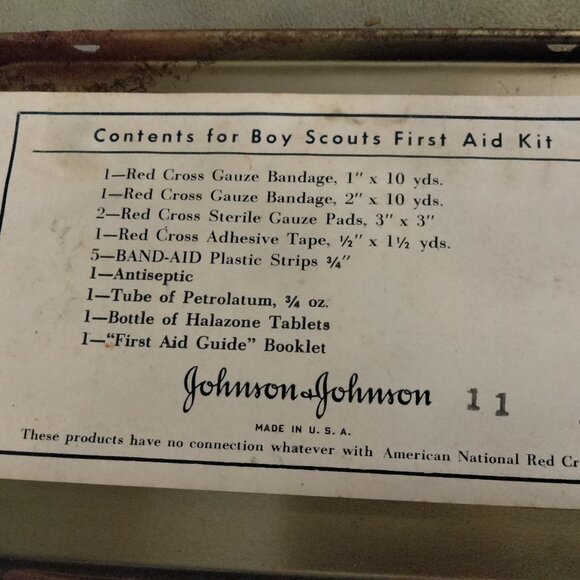 Contents for Boy Scouts First Aid Kit
1—Red Cross Gauze Bandage, 1" x 10 yds.
1—Red Cross Gauze Bandage, 2" x 10 yds.
2—Red Cross Sterile Gauze Pads, 3" x 3"
1—Red Cross Adhesive Tape, ½" x 1½ yds.
5—BAND-AID Plastic Strips ¾"
1—Antiseptic
1—Tube of Petrolatum, ¾ oz.
1—Bottle of Halazone Tablets
1—"First Aid Guide" Booklet
Johnson & Johnson 11
MADE IN U. S. A.
These products have no connection whatever with American National Red